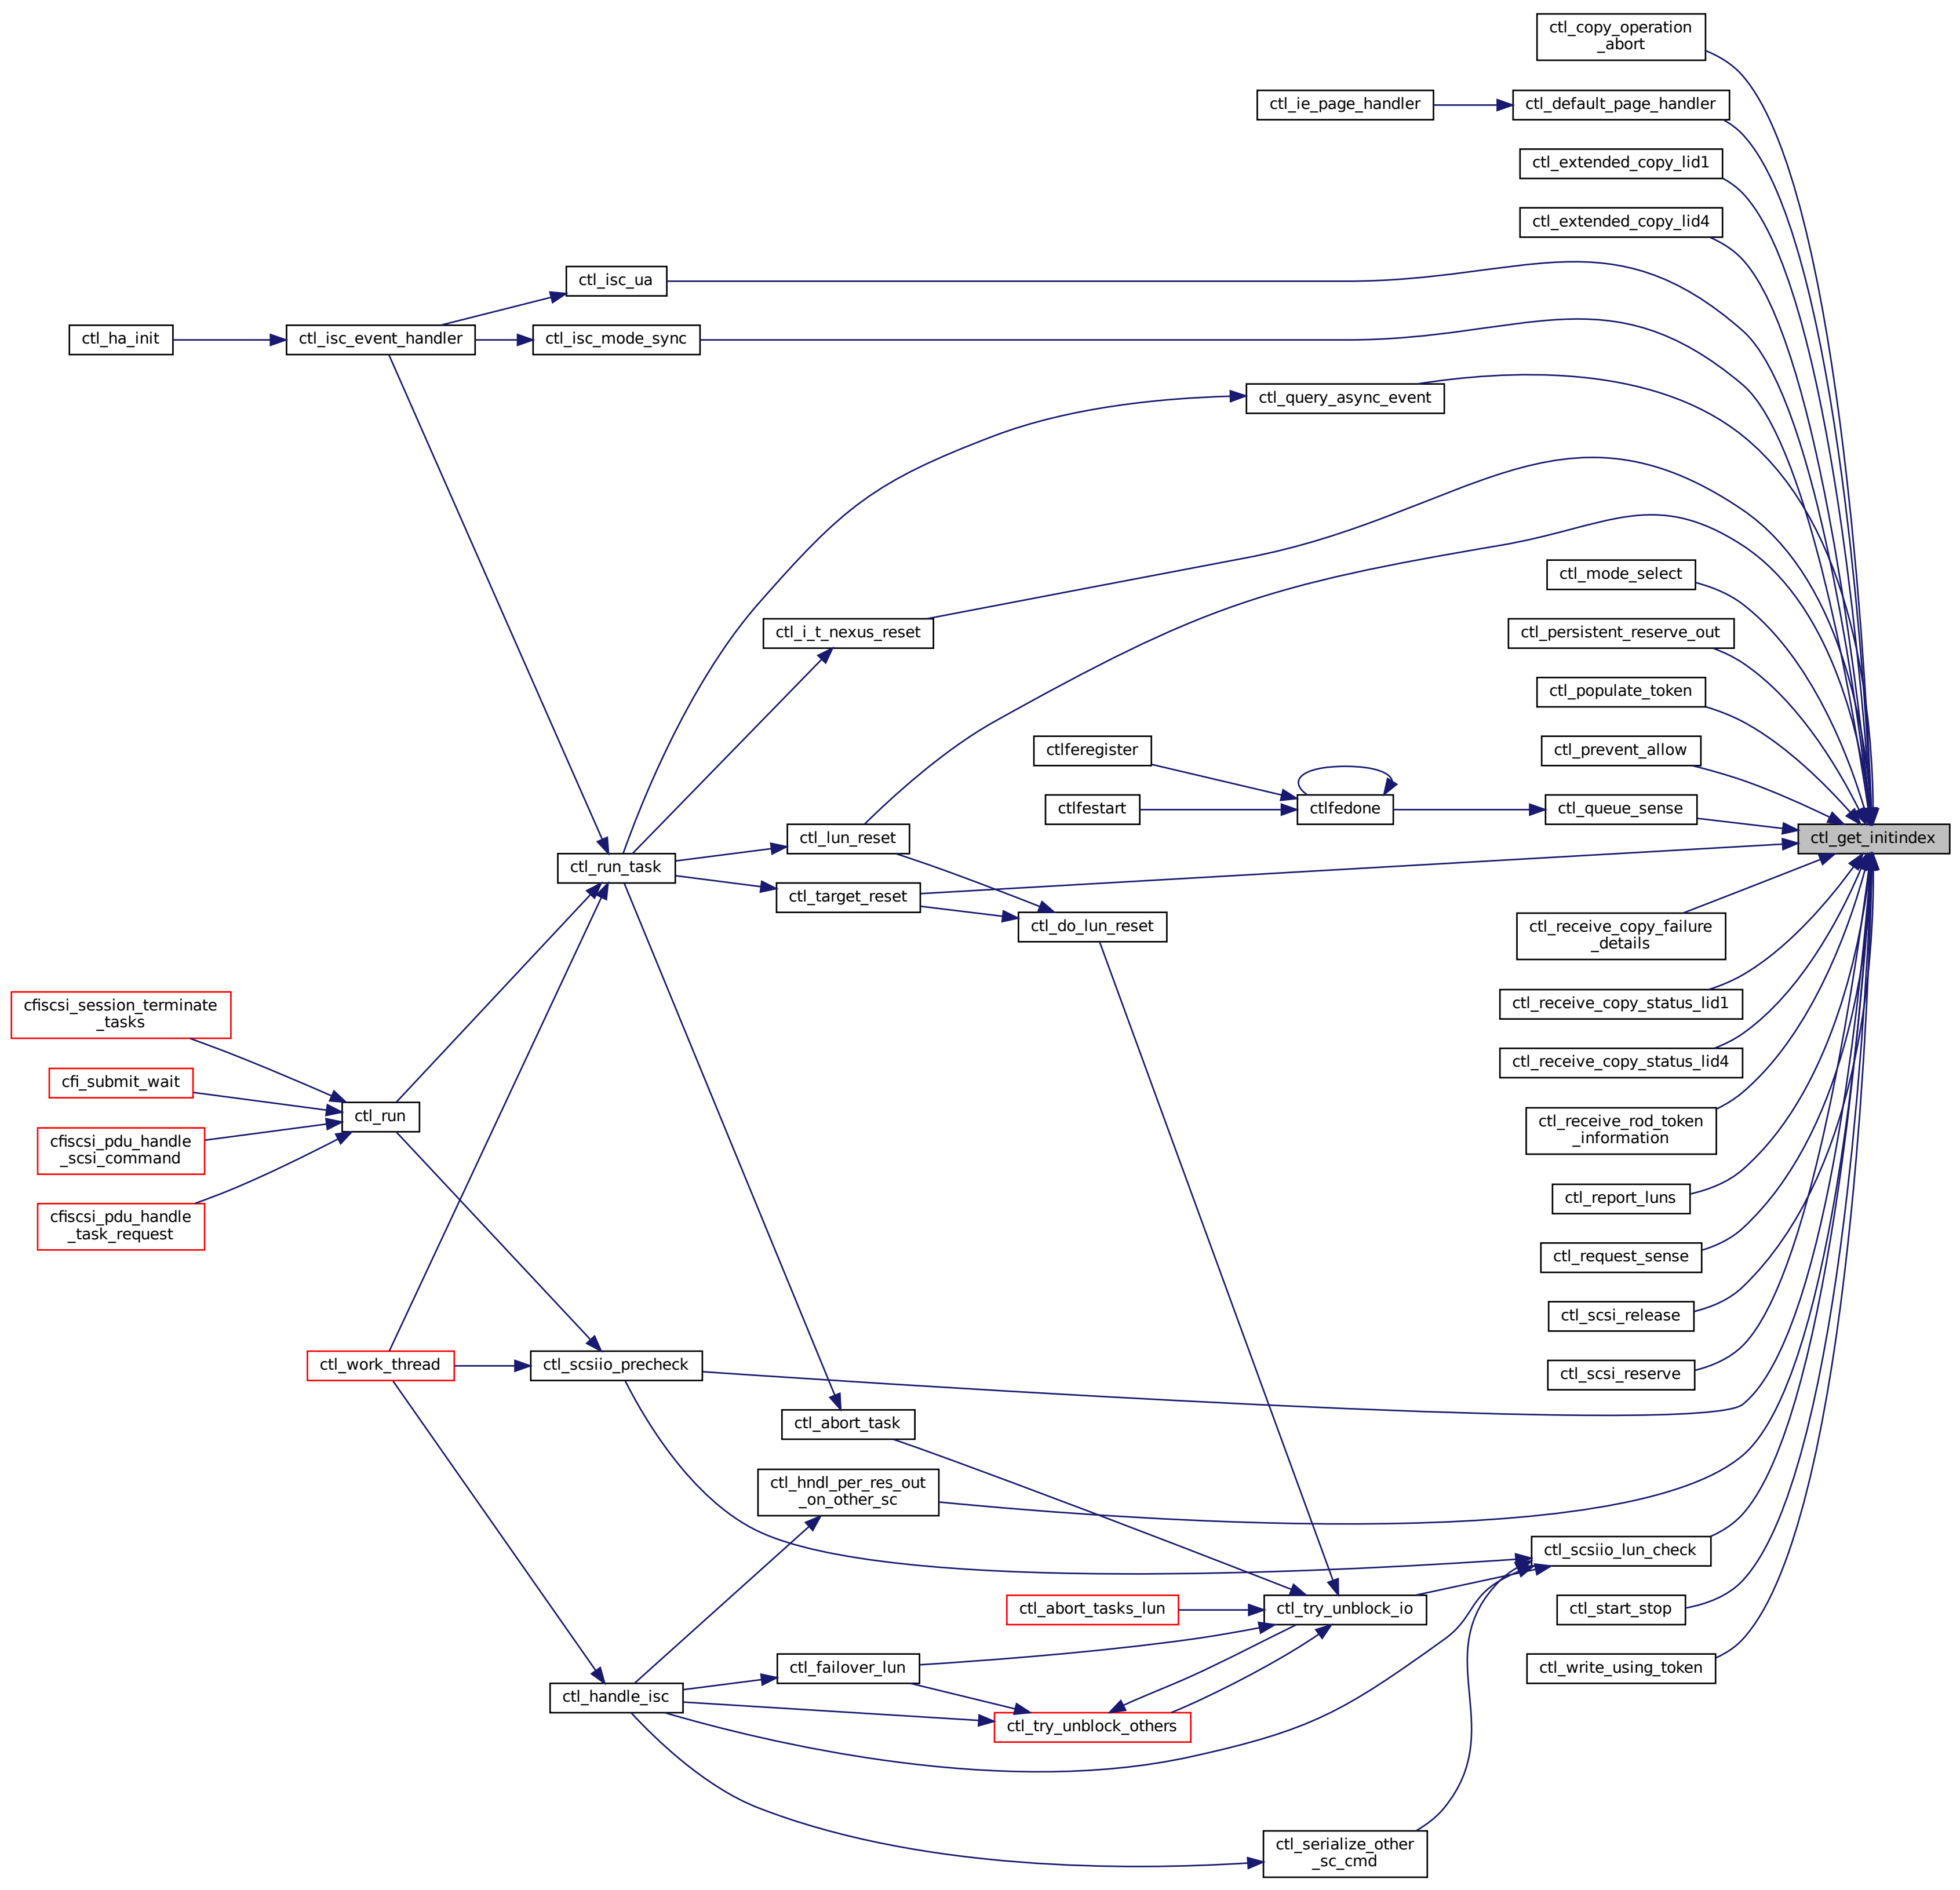 ctl_copy_operation
_abort
ctl_ie_page_handler
ctl_default_page_handler
ctl_extended_copy_lid1
ctl_extended_copy_lid4
ctl_isc_ua
ctl_ha_init
ctl_isc_event_handler
ctl_isc_mode_sync
ctl_query_async_event
ctl_mode_select
ctl_i_t_nexus_reset
ctl_persistent_reserve_out
ctl_populate_token
ctlferegister
ctl_prevent_allow
ctlfestart
ctlfedone
ctl_queue_sense
ctl_lun_reset
ctl_get_initindex
ctl_run_task
ctl_target_reset
ctl_do_lun_reset
ctl_receive_copy_failure
_details
cfiscsi_session_terminate
_tasks
ctl_receive_copy_status_lid1
ctl_receive_copy_status_lid4
cfi_submit_wait
ctl_run
ctl_receive_rod_token
_information
cfiscsi_pdu_handle
_scsi_command
ctl_report_luns
cfiscsi_pdu_handle
_task_request
ctl_request_sense
ctl_scsi_release
ctl_work_thread
ctl_scsiio_precheck
ctl_scsi_reserve
ctl_abort_task
ctl_hndl_per_res_out
_on_other_sc
ctl_scsiio_lun_check
ctl_abort_tasks_lun
ctl_try_unblock_io
ctl_start_stop
ctl_failover_lun
ctl_write_using_token
ctl_handle_isc
ctl_try_unblock_others
ctl_serialize_other
_sc_cmd